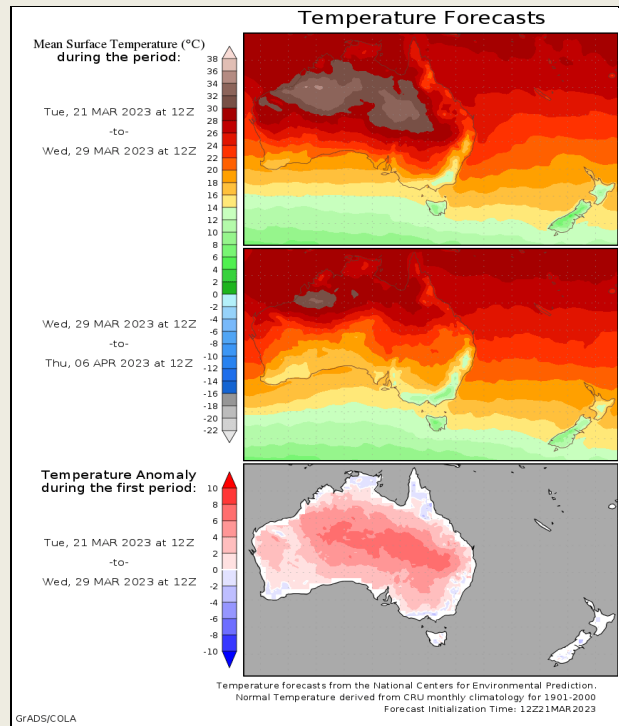 Temperature Forecasts
Mean Surface Temperature (°C)
during the period:
Tue, 21 MAR 2023 at 12Z
-to-
Wed, 29 MAR 2023 at 12Z
38
36
34
32
30
28
26
24
22
20
18
16
14
12
10
8
6
4
2
0
-2
-4
-6
-8
-10
-12
-14
-16
-18
-20
-22
Wed, 29 MAR 2023 at 12Z
-to-
Thu, 06 APR 2023 at 12Z
Temperature Anomaly
during the first period:
Tue, 21 MAR 2023 at 12Z
-to-
Wed, 29 MAR 2023 at 12Z
10
8
6
4
2
0
-2
-4
-6
-8
-10
Temperature forecasts from the National Centers for Environmental Prediction.
Normal Temperature derived from CRU monthly climatology for 1901-2000
Forecast Initialization Time: 12Z21MAR2023
GrADS/COLA